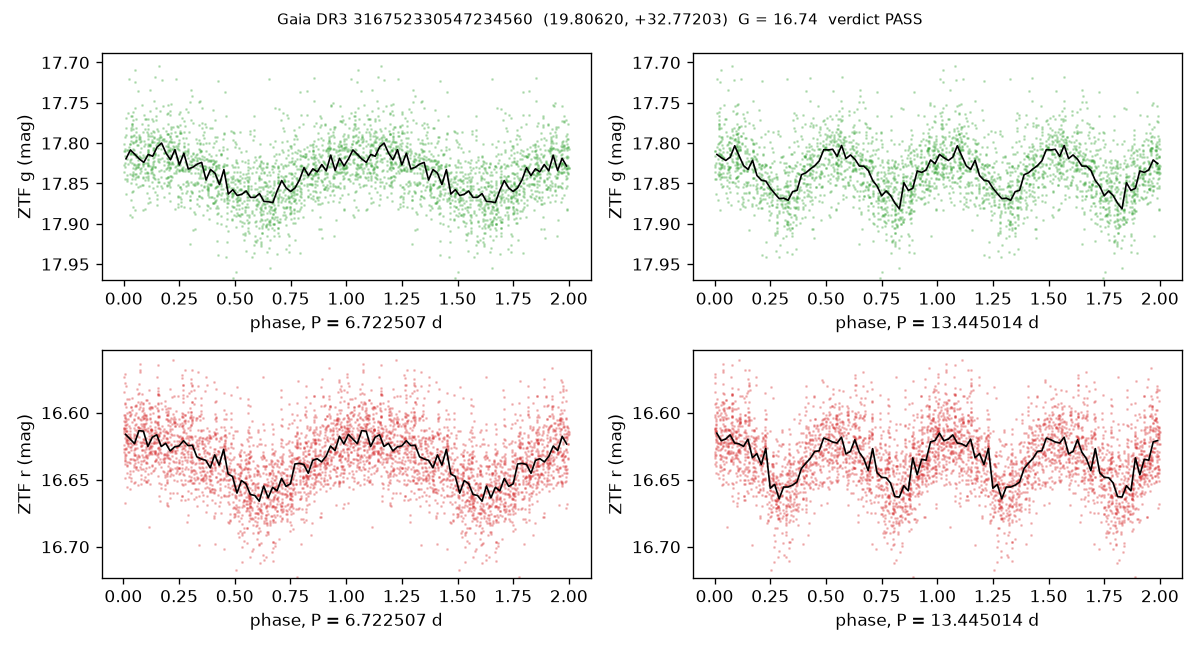 Gaia DR3 316752330547234560 (19.80620, +32.77203) G = 16.74 verdict PASS
ZTF g (mag)
17.70
17.75
17.80
17.85
17.90
17.95
0.00 0.25 0.50 0.75 1.00 1.25 1.50 1.75 2.00
phase, P = 6.722507 d
ZTF g (mag)
17.70
17.75
17.80
17.85
17.90
17.95
0.00 0.25 0.50 0.75 1.00 1.25 1.50 1.75 2.00
phase, P = 13.445014 d
ZTF r (mag)
16.60
16.65
16.70
0.00 0.25 0.50 0.75 1.00 1.25 1.50 1.75 2.00
phase, P = 6.722507 d
ZTF r (mag)
16.60
16.65
16.70
0.00 0.25 0.50 0.75 1.00 1.25 1.50 1.75 2.00
phase, P = 13.445014 d